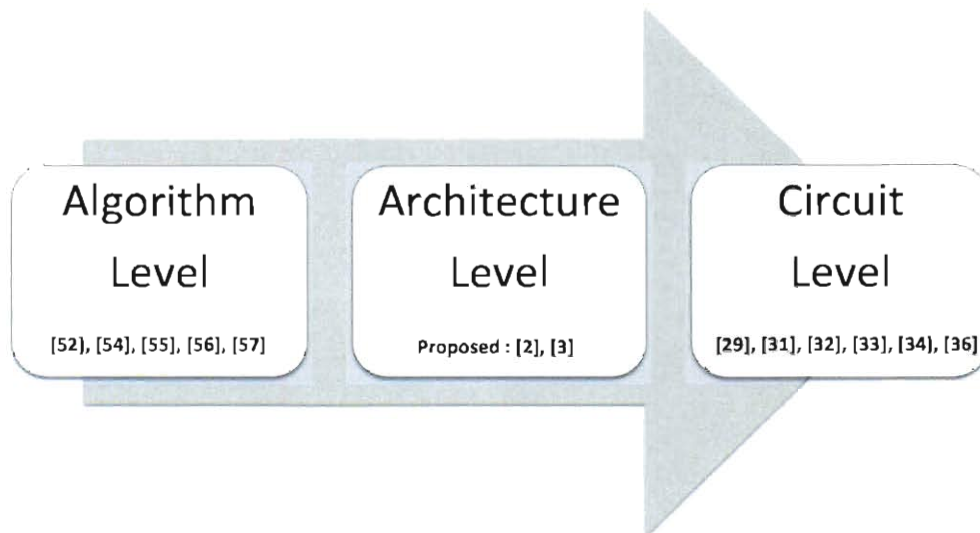 Algorithm
Level
[52], [54], [55], [56], [57]
Architecture
Level
Proposed : [2], [3]
Circuit
Level
[29], [31], [32], [33], [34], [36]